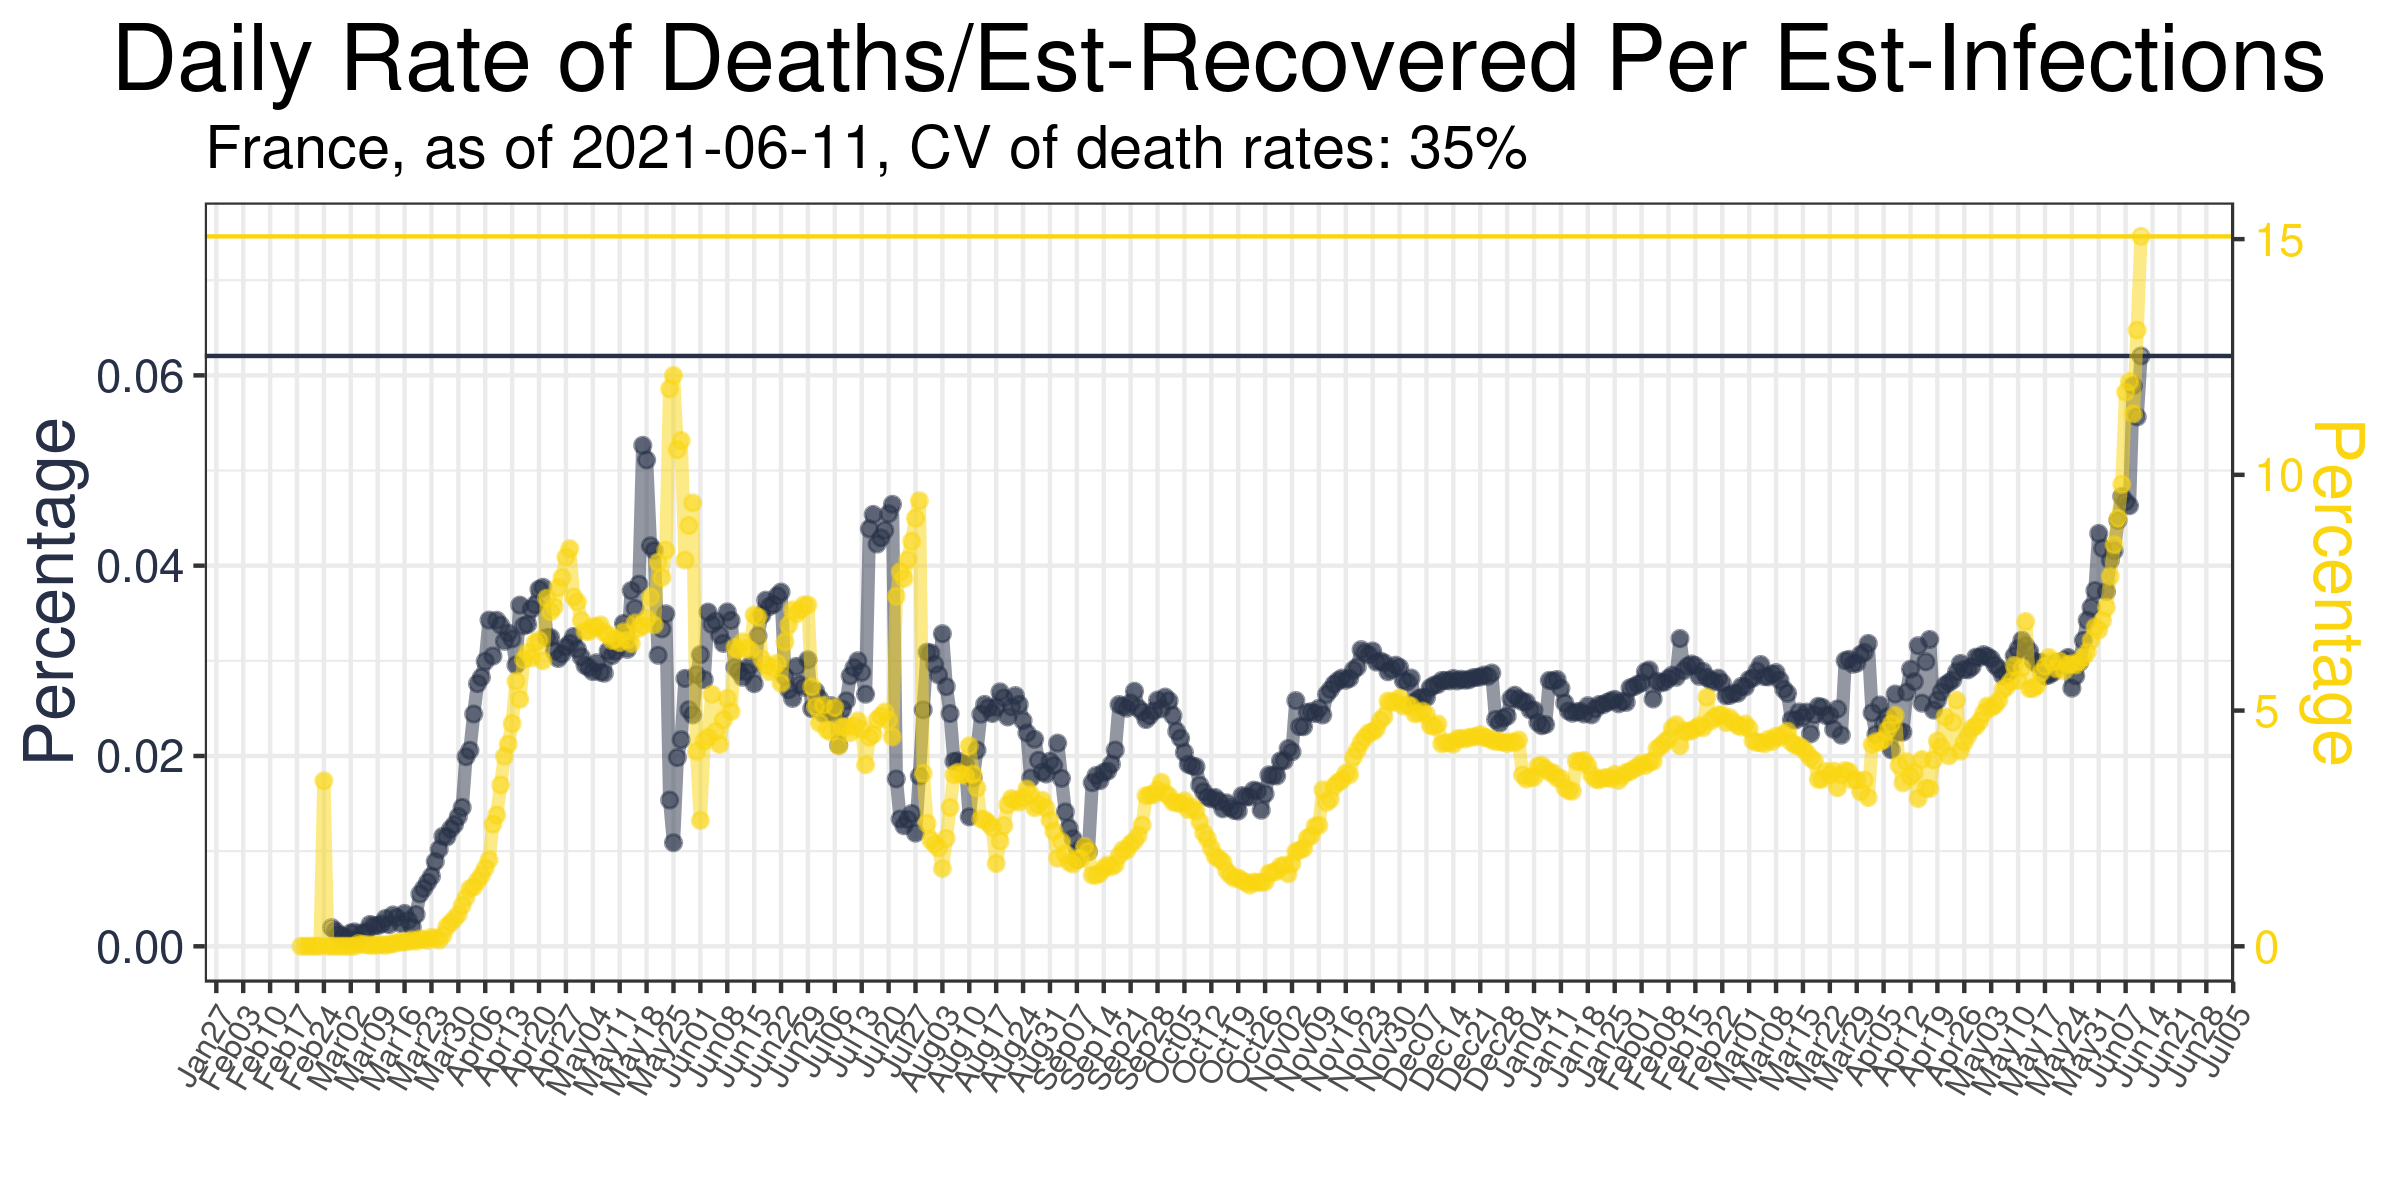 Daily Rate of Deaths/Est-Recovered Per Est-Infections
France, as of 2021-06-11, CV of death rates: 35%
Percentage
0.06
0.04
0.02
0.00
15
10
5
0
Percentage
Jan27 Feb03 Feb10 Feb17 Feb24 Mar02 Mar09 Mar16 Mar23 Mar30 Apr06 Apr13 Apr20 Apr27 May04 May11 May18 May25 Jun01 Jun08 Jun15 Jun22 Jun29 Jul06 Jul13 Jul20 Jul27 Aug03 Aug10 Aug17 Aug24 Aug31 Sep07 Sep14 Sep21 Sep28 Oct05 Oct12 Oct19 Oct26 Nov02 Nov09 Nov16 Nov23 Nov30 Dec07 Dec14 Dec21 Dec28 Jan04 Jan11 Jan18 Jan25 Feb01 Feb08 Feb15 Feb22 Mar01 Mar08 Mar15 Mar22 Mar29 Apr05 Apr12 Apr19 Apr26 May03 May10 May17 May24 May31 Jun07 Jun14 Jun21 Jun28 Jul05